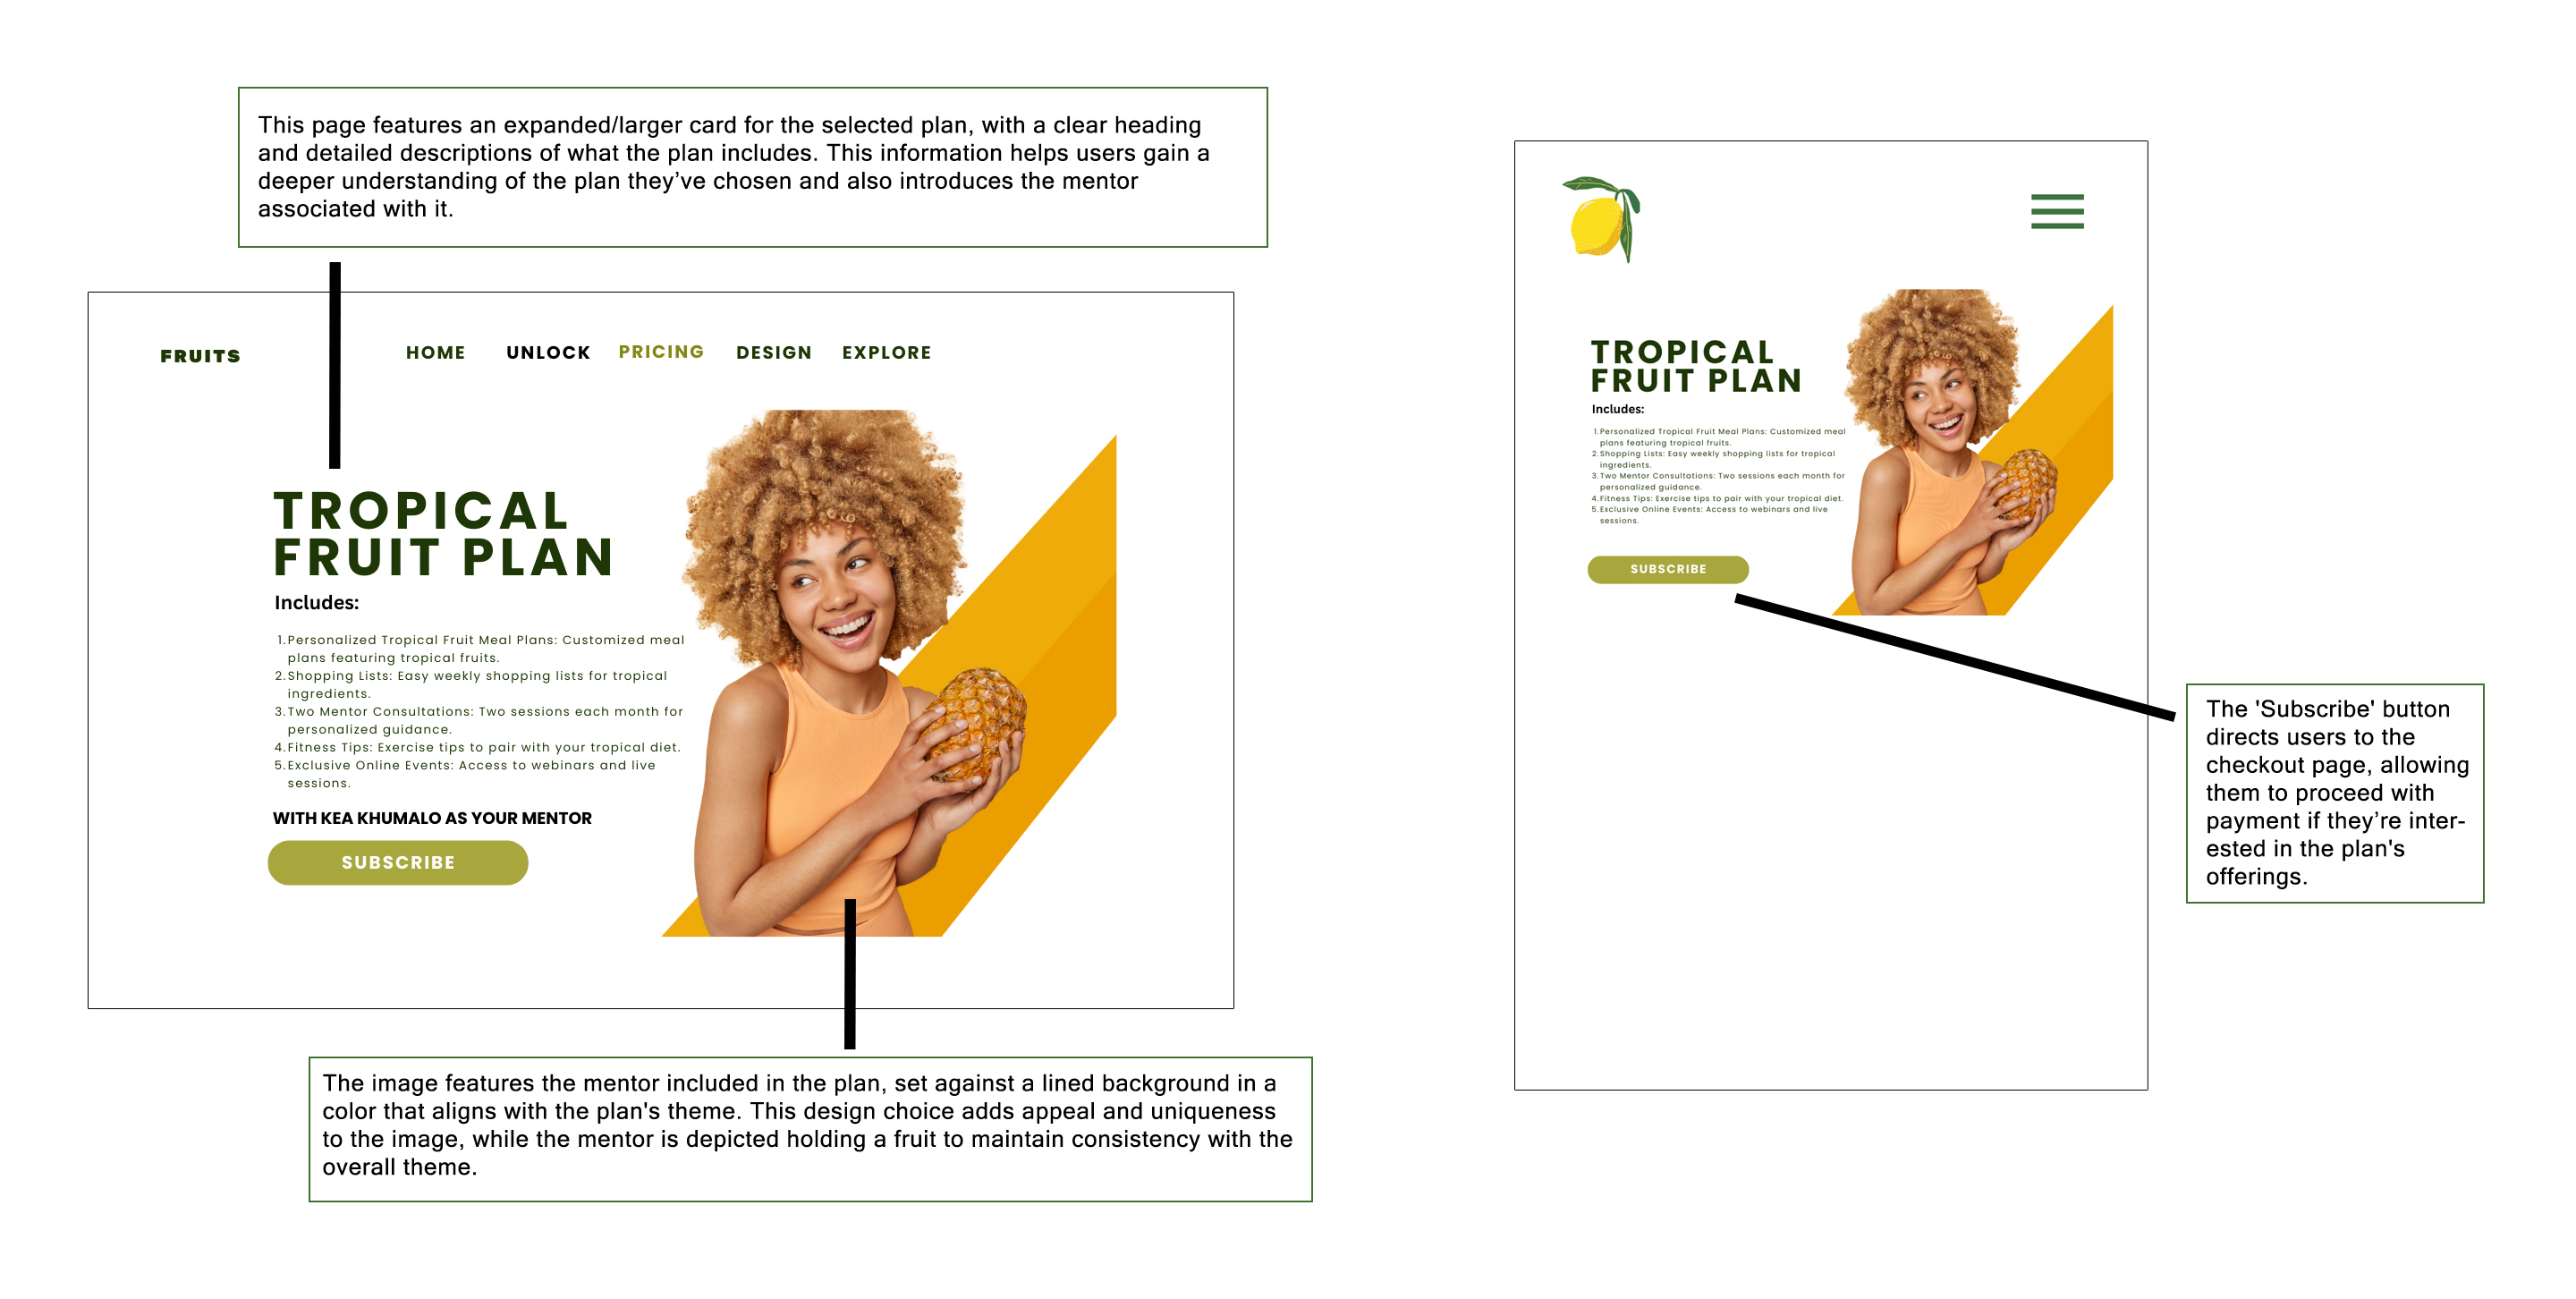 This page features an expanded/larger card for the selected plan, with a clear heading
and detailed descriptions of what the plan includes. This information helps users gain a
deeper understanding of the plan they’ve chosen and also introduces the mentor
associated with it.
FRUITS
HOME UNLOCK PRICING DESIGN EXPLORE
TROPICAL
FRUIT PLAN
Includes:
1. Personalized Tropical Fruit Meal Plans: Customized meal
plans featuring tropical fruits.
2. Shopping Lists: Easy weekly shopping lists for tropical
ingredients.
3. Two Mentor Consultations: Two sessions each month for
personalized guidance.
4. Fitness Tips: Exercise tips to pair with your tropical diet.
5. Exclusive Online Events: Access to webinars and live
sessions.
WITH KEA KHUMALO AS YOUR MENTOR
SUBSCRIBE
The image features the mentor included in the plan, set against a lined background in a
color that aligns with the plan's theme. This design choice adds appeal and uniqueness
to the image, while the mentor is depicted holding a fruit to maintain consistency with the
overall theme.
TROPICAL
FRUIT PLAN
Includes:
1. Personalized Tropical Fruit Meal Plans: Customized meal
plans featuring tropical fruits.
2. Shopping Lists: Easy weekly shopping lists for tropical
ingredients.
3. Two Mentor Consultations: Two sessions each month for
personalized guidance.
4. Fitness Tips: Exercise tips to pair with your tropical diet.
5. Exclusive Online Events: Access to webinars and live
sessions.
SUBSCRIBE
The 'Subscribe' button
directs users to the
checkout page, allowing
them to proceed with
payment if they’re inter-
ested in the plan's
offerings.